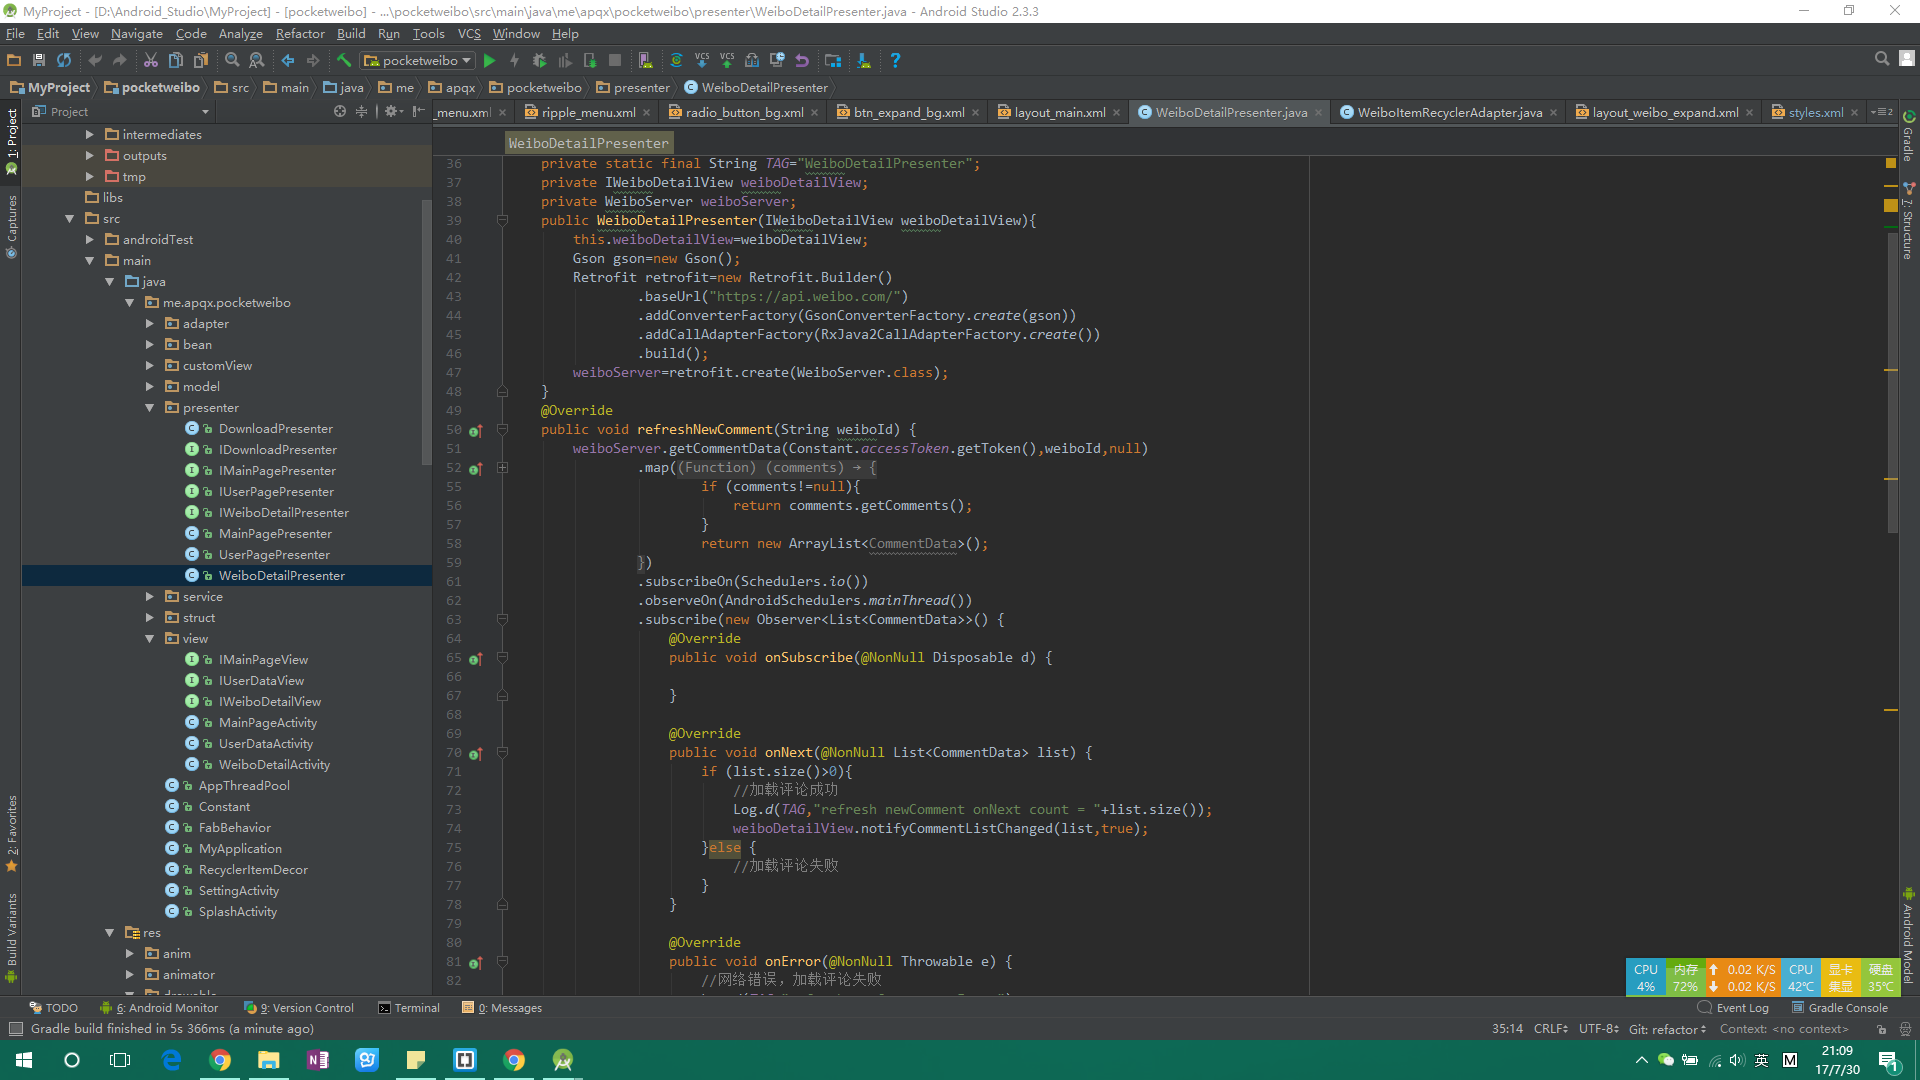 MyProject - [D:\Android_Studio\MyProject] - [pocketweibo] - ...\pocketweibo\src\main\java\me\apqx\pocketweibo\presenter\WeiboDetailPresenter.java - Android Studio 2.3.3
File Edit View Navigate Code Analyze Refactor Build Run Tools VCS Window Help
pocketweibo
MyProject pocketweibo src main java me apqx pocketweibo presenter WeiboDetailPresenter
Project
_menu.xml ripple_menu.xml radio_button_bg.xml btn_expand_bg.xml layout_main.xml WeiboDetailPresenter.java WeiboItemRecyclerAdapter.java layout_weibo_expand.xml styles.xml
1: Project
Captures
2: Favorites
Build Variants
intermediates
outputs
tmp
libs
src
androidTest
main
java
me.apqx.pocketweibo
adapter
bean
customView
model
presenter
DownloadPresenter
IDownloadPresenter
IMainPagePresenter
IUserPagePresenter
IWeiboDetailPresenter
MainPagePresenter
UserPagePresenter
WeiboDetailPresenter
service
struct
view
IMainPageView
IUserDataView
IWeiboDetailView
MainPageActivity
UserDataActivity
WeiboDetailActivity
AppThreadPool
Constant
FabBehavior
MyApplication
RecyclerItemDecor
SettingActivity
SplashActivity
res
anim
animator
WeiboDetailPresenter
36 private static final String TAG="WeiboDetailPresenter";
37 private IWeiboDetailView weiboDetailView;
38 private WeiboServer weiboServer;
39 public WeiboDetailPresenter(IWeiboDetailView weiboDetailView){
40 this.weiboDetailView=weiboDetailView;
41 Gson gson=new Gson();
42 Retrofit retrofit=new Retrofit.Builder()
43 .baseUrl("https://api.weibo.com/")
44 .addConverterFactory(GsonConverterFactory.create(gson))
45 .addCallAdapterFactory(RxJava2CallAdapterFactory.create())
46 .build();
47 weiboServer=retrofit.create(WeiboServer.class);
48 }
49 @Override
50 public void refreshNewComment(String weiboId) {
51 weiboServer.getCommentData(Constant.accessToken.getToken(),weiboId,null)
52 .map((Function) (comments) → {
55 if (comments!=null){
56 return comments.getComments();
57 }
58 return new ArrayList<CommentData>();
59 })
61 .subscribeOn(Schedulers.io())
62 .observeOn(AndroidSchedulers.mainThread())
63 .subscribe(new Observer<List<CommentData>>() {
64 @Override
65 public void onSubscribe(@NonNull Disposable d) {
66
67 }
68
69 @Override
70 public void onNext(@NonNull List<CommentData> list) {
71 if (list.size()>0){
72 //加载评论成功
73 Log.d(TAG,"refresh newComment onNext count = "+list.size());
74 weiboDetailView.notifyCommentListChanged(list,true);
75 }else {
76 //加载评论失败
77 }
78 }
79
80 @Override
81 public void onError(@NonNull Throwable e) {
82 //网络错误，加载评论失败
Gradle
7: Structure
Android Model
CPU 内存 0.02 K/S CPU 显卡 硬盘
4% 72% 0.02 K/S 42℃ 集显 35℃
TODO 6: Android Monitor 9: Version Control Terminal 0: Messages Event Log Gradle Console
Gradle build finished in 5s 366ms (a minute ago) 35:14 CRLF UTF-8 Git: refactor Context: <no context>
英 M 21:09
17/7/30 1